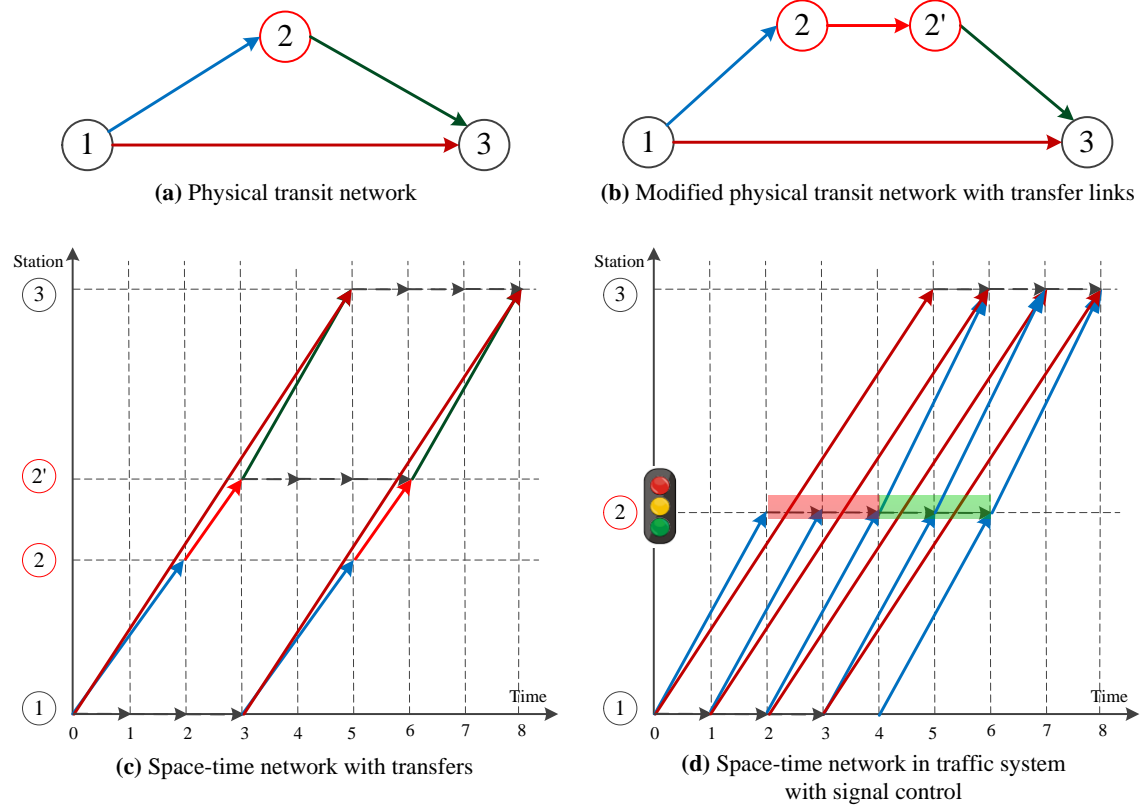 2
1
3
(a) Physical transit network
2
2'
1
3
(b) Modified physical transit network with transfer links
Station
3
2'
2
1
Time
0 1 2 3 4 5 6 7 8
(c) Space-time network with transfers
Station
3
2
1
Time
0 1 2 3 4 5 6 7 8
(d) Space-time network in traffic system
with signal control